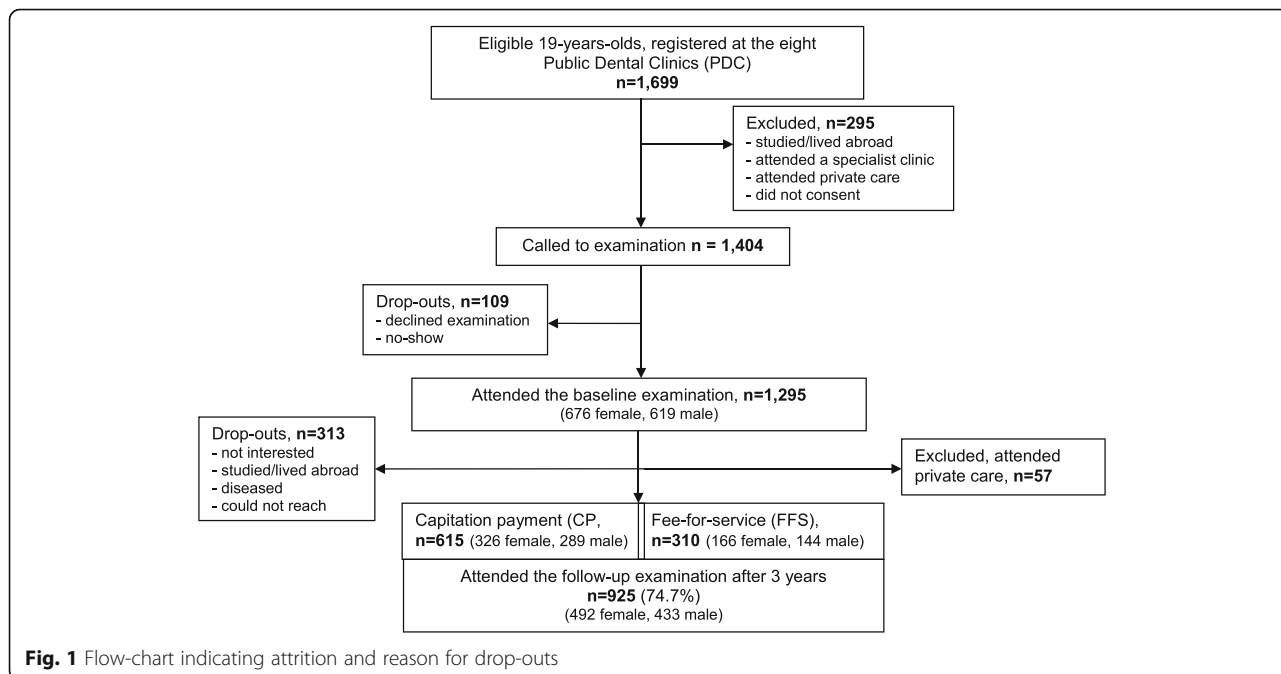 Eligible 19-years-olds, registered at the eight
Public Dental Clinics (PDC)
n=1,699
Excluded, n=295
- studied/lived abroad
- attended a specialist clinic
- attended private care
- did not consent
Called to examination n = 1,404
Drop-outs, n=109
- declined examination
- no-show
Attended the baseline examination, n=1,295
(676 female, 619 male)
Drop-outs, n=313
- not interested
- studied/lived abroad
- diseased
- could not reach
Excluded, attended
private care, n=57
Capitation payment (CP,
n=615 (326 female, 289 male)
Fee-for-service (FFS),
n=310 (166 female, 144 male)
Attended the follow-up examination after 3 years
n=925 (74.7%)
(492 female, 433 male)
Fig. 1 Flow-chart indicating attrition and reason for drop-outs